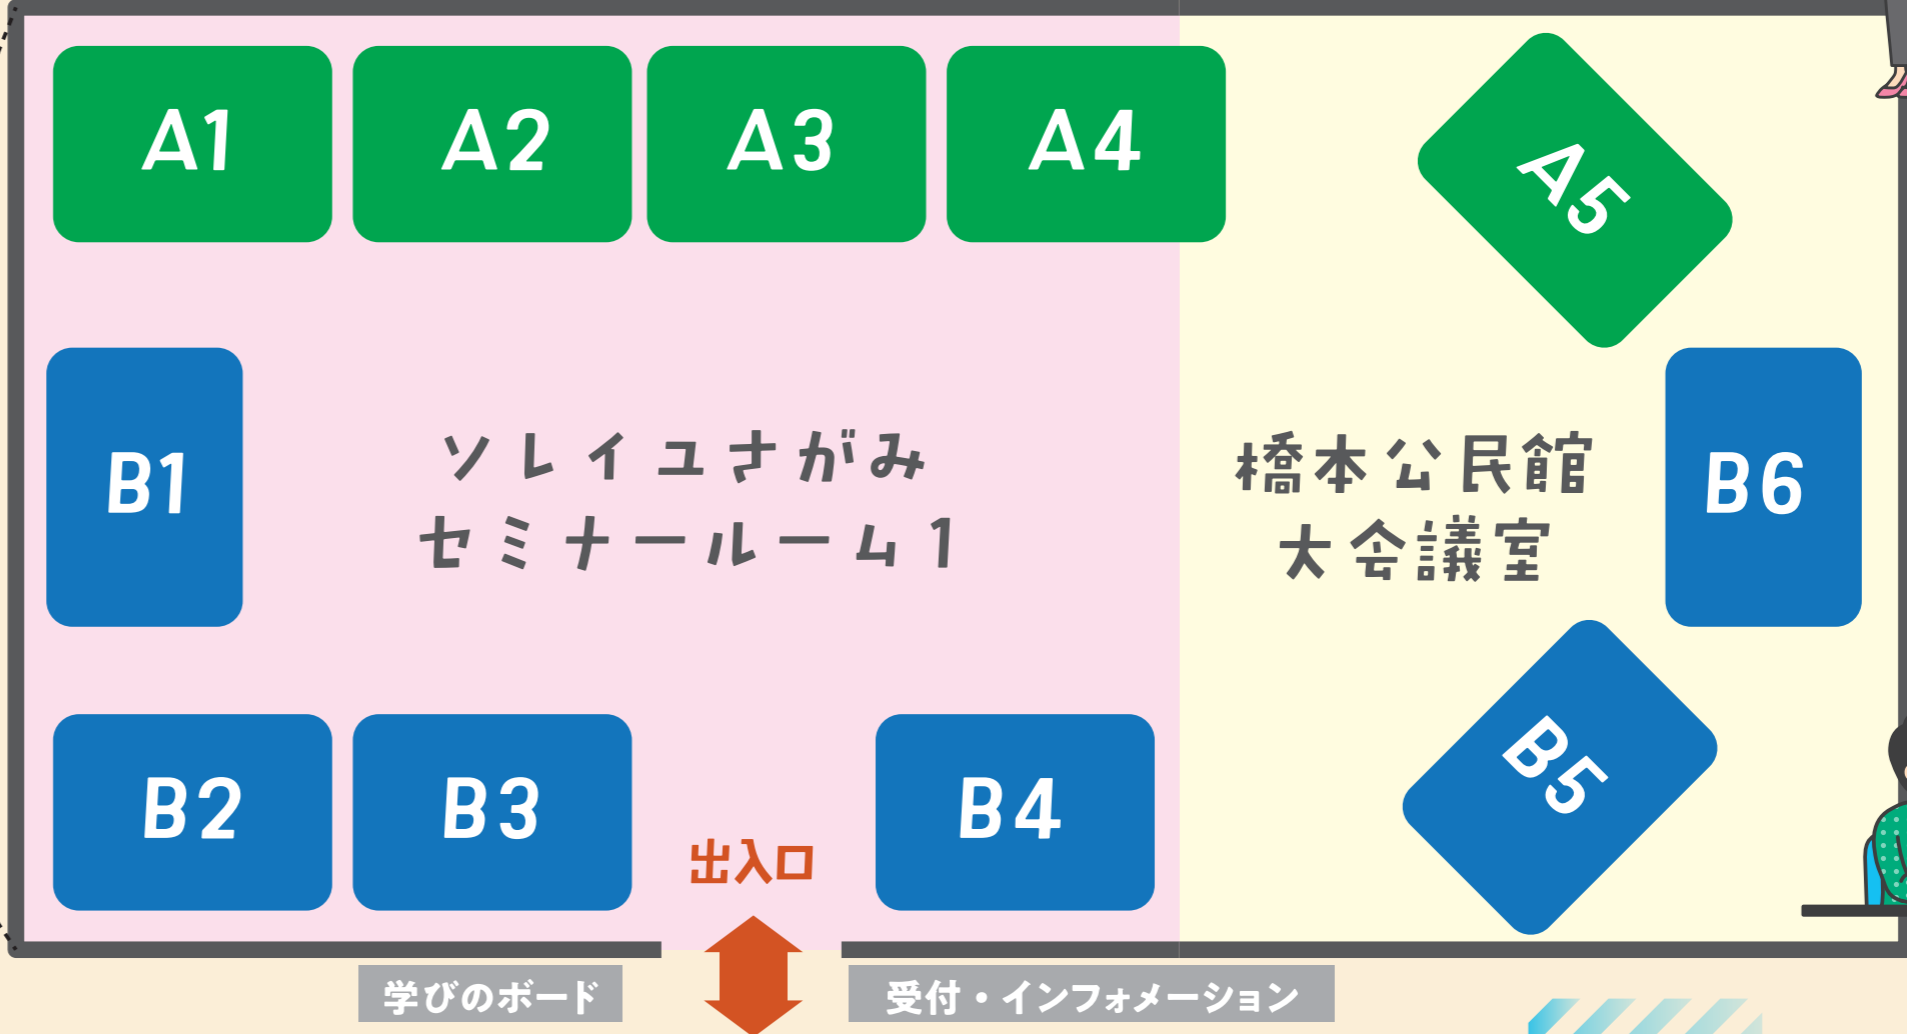 A1
A2
A3
A4
A5
B1
ソレイユさがみ
セミナールーム1
橋本公民館
大会議室
B6
B2
B3
出入口
B4
B5
学びのボード
受付・インフォメーション